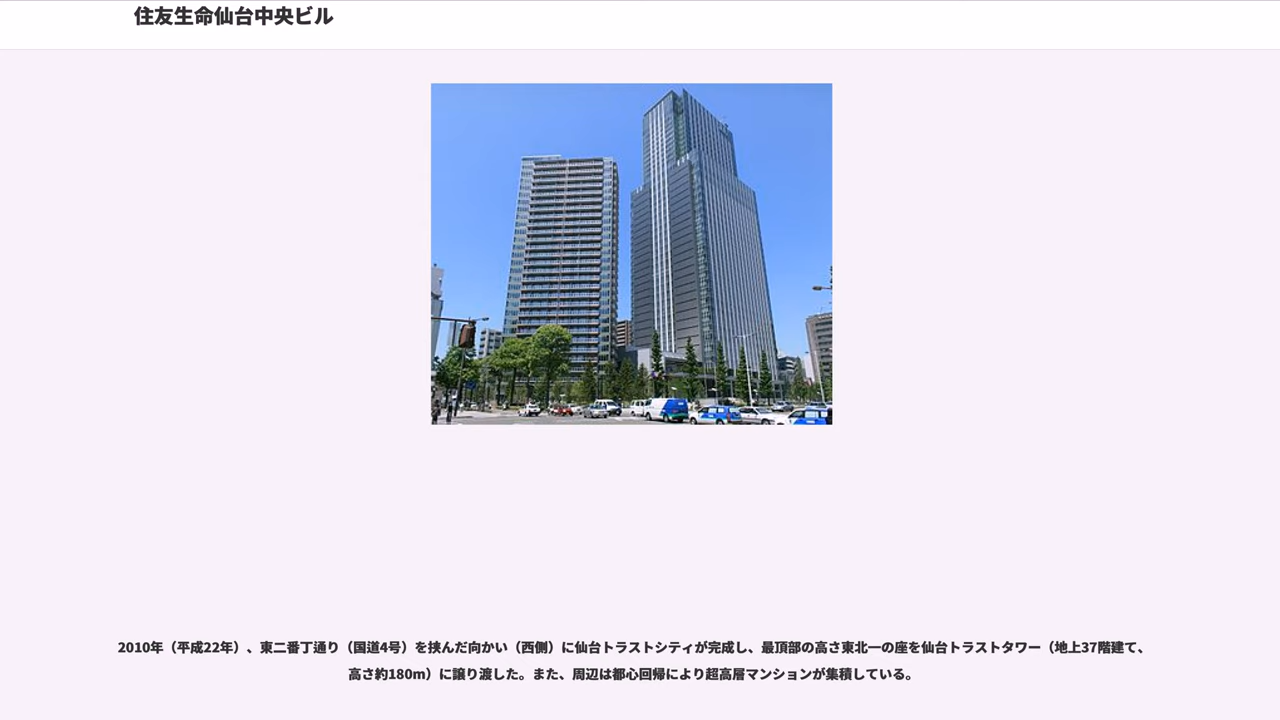 住友生命仙台中央ビル
2010年（平成22年）、東二番丁通り（国道4号）を挟んだ向かい（西側）に仙台トラストシティが完成し、最頂部の高さ東北一の座を仙台トラストタワー（地上37階建て、
高さ約180m）に譲り渡した。また、周辺は都心回帰により超高層マンションが集積している。